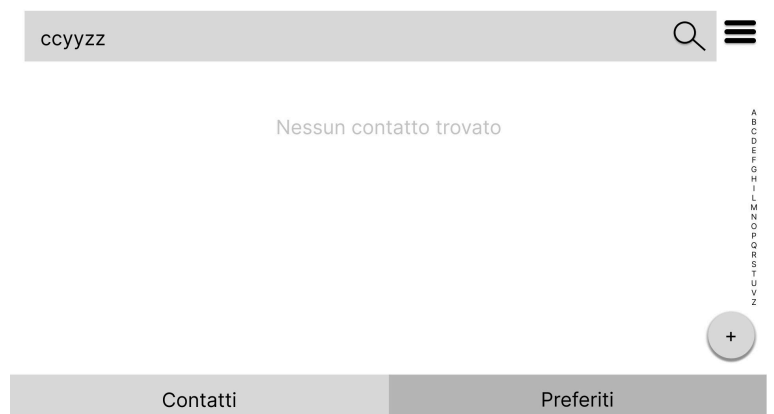 ccyyzz
Nessun contatto trovato
A
B
C
D
E
F
G
H
I
L
M
N
O
P
Q
R
S
T
U
V
Z
+
Contatti
Preferiti